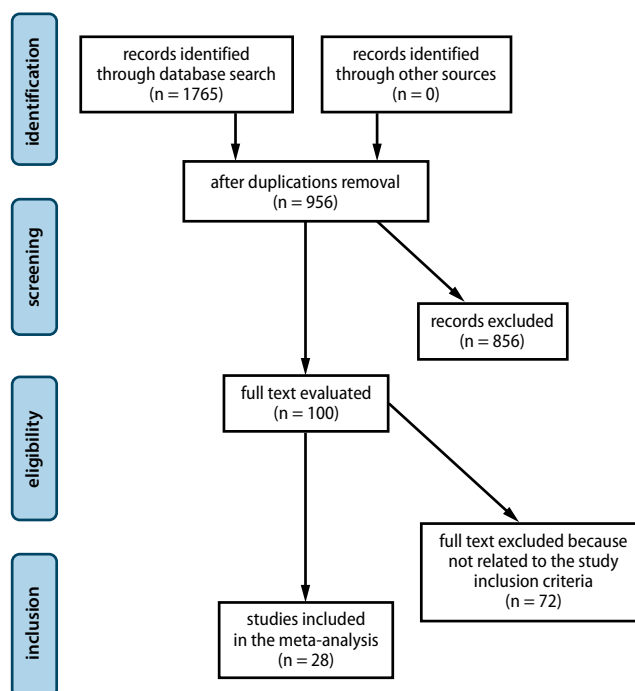 identification
records identified
through database search
(n = 1765)
records identified
through other sources
(n = 0)
after duplications removal
(n = 956)
screening
records excluded
(n = 856)
eligibility
full text evaluated
(n = 100)
full text excluded because
not related to the study
inclusion criteria
(n = 72)
inclusion
studies included
in the meta-analysis
(n = 28)